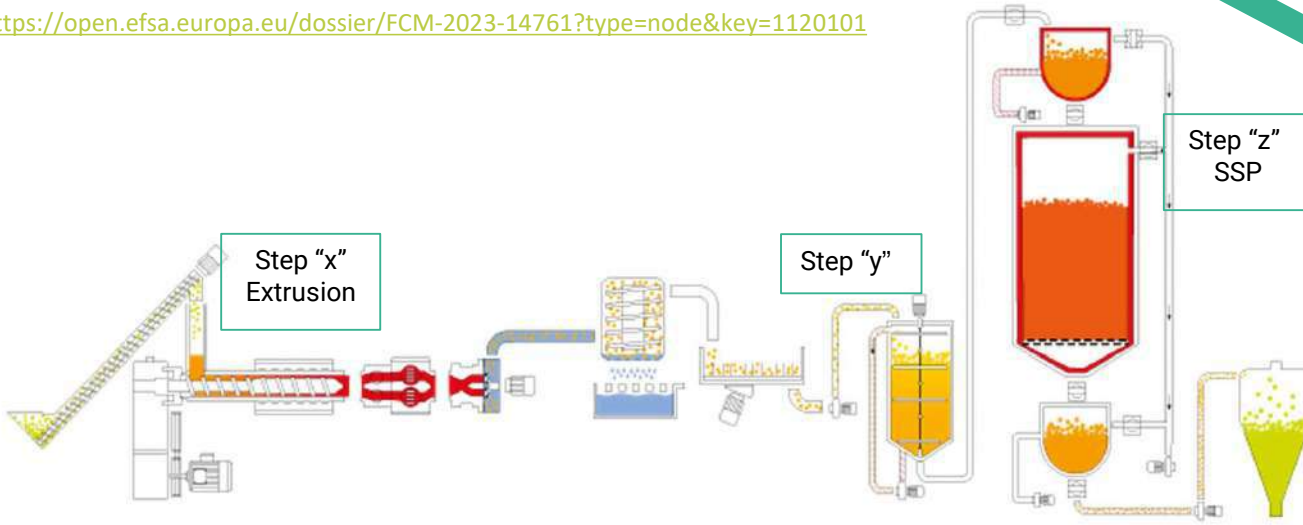 ttps://open.efsa.europa.eu/dossier/FCM-2023-14761?type=node&key=1120101
Step “x”
Extrusion
Step “y”
Step “z”
SSP